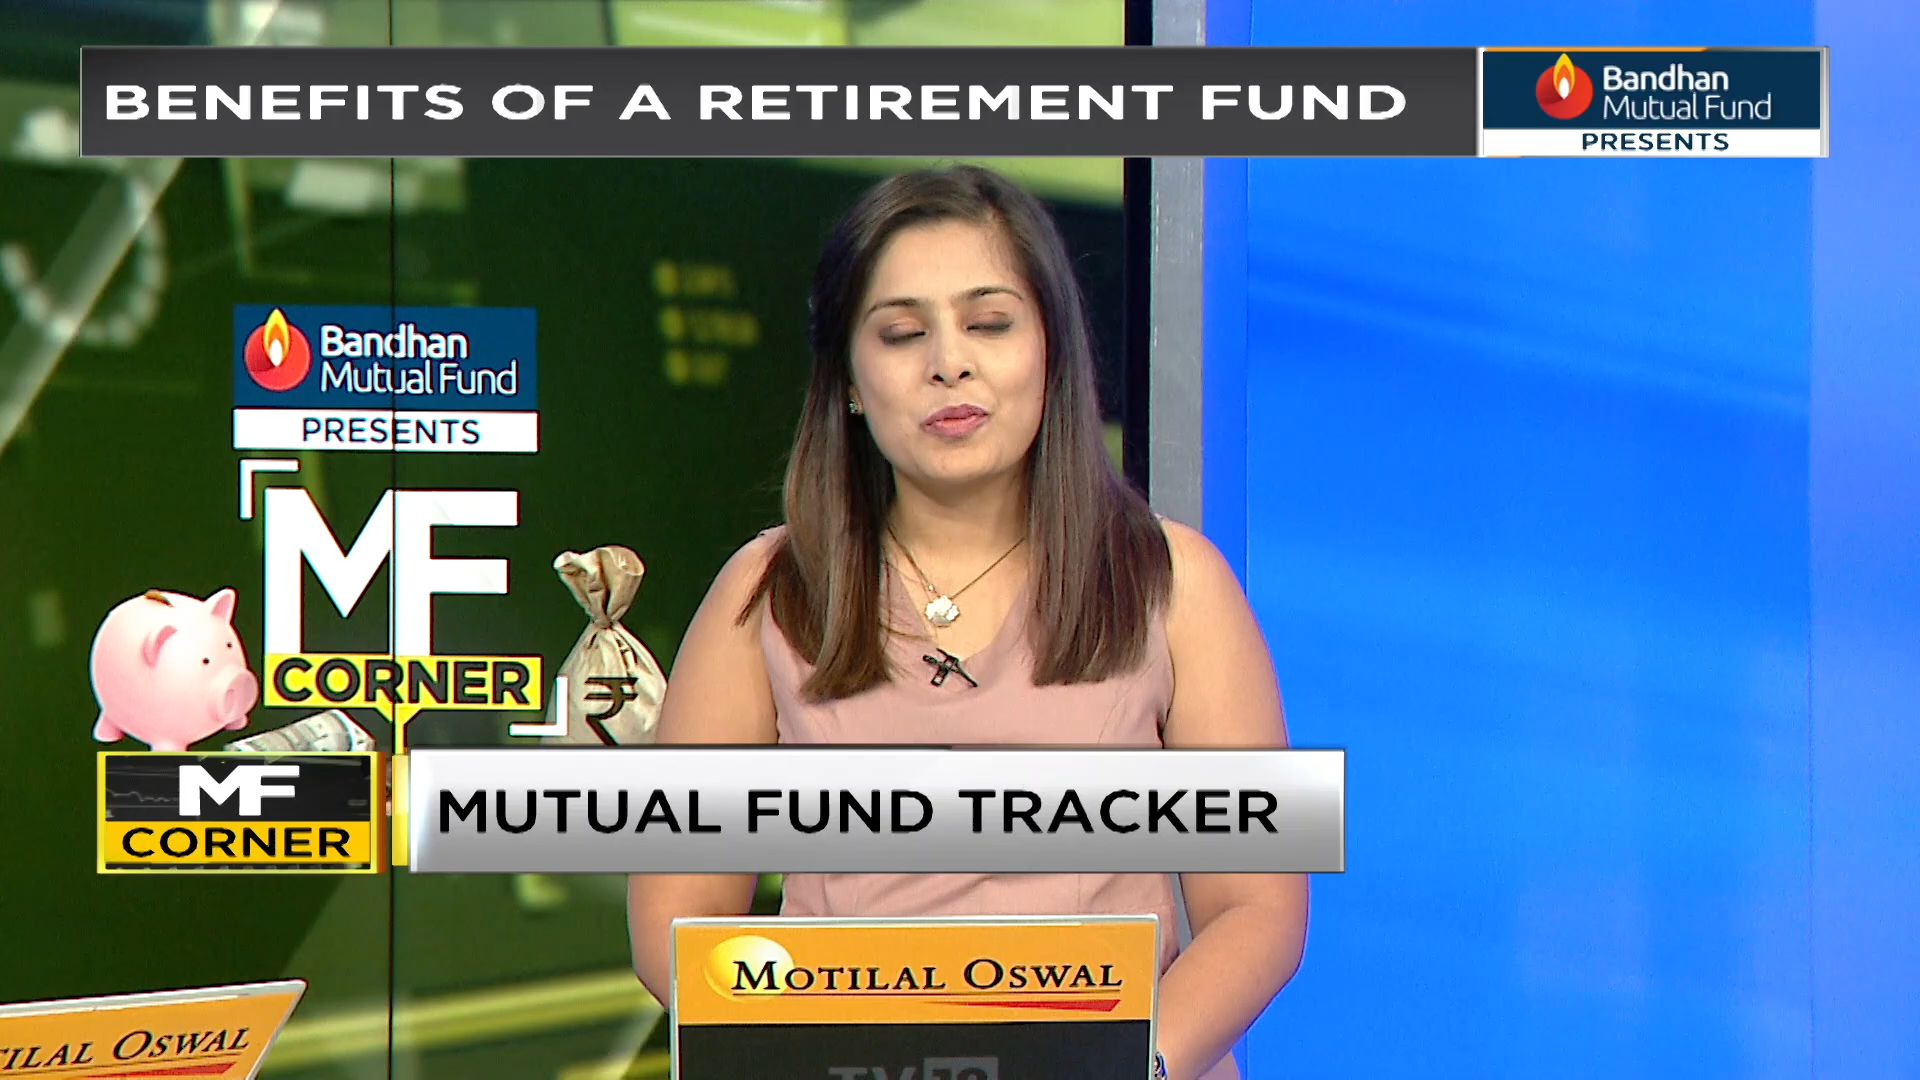 BENEFITS OF A RETIREMENT FUND
Bandhan
Mutual Fund
PRESENTS
Bandhan
Mutual Fund
PRESENTS
MF
CORNER
₹
MF
CORNER
MUTUAL FUND TRACKER
MOTILAL OSWAL
OSWAL